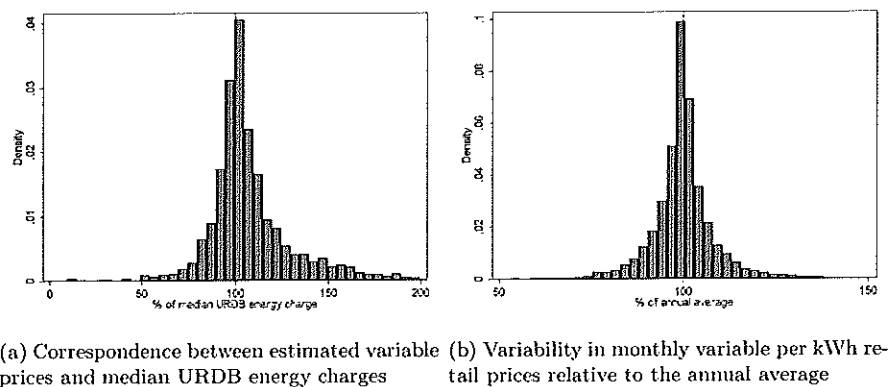 .04
.03
Density
.02
.01
0
0
50
100
150
200
% of median URDB energy charge
.1
.08
.06
Density
.04
.02
0
50
100
150
% of annual average
(a) Correspondence between estimated variable
prices and median URDB energy charges
(b) Variability in monthly variable per kWh re-
tail prices relative to the annual average